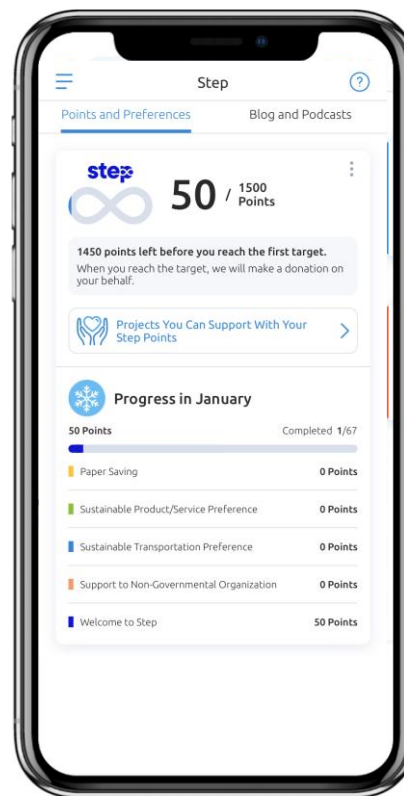 Step
?
Points and Preferences
Blog and Podcasts
step
50 / 1500 Points
1450 points left before you reach the first target.
When you reach the target, we will make a donation on
your behalf.
Projects You Can Support With Your
Step Points
Progress in January
50 Points
Completed 1/67
Paper Saving 0 Points
Sustainable Product/Service Preference 0 Points
Sustainable Transportation Preference 0 Points
Support to Non-Governmental Organization 0 Points
Welcome to Step 50 Points